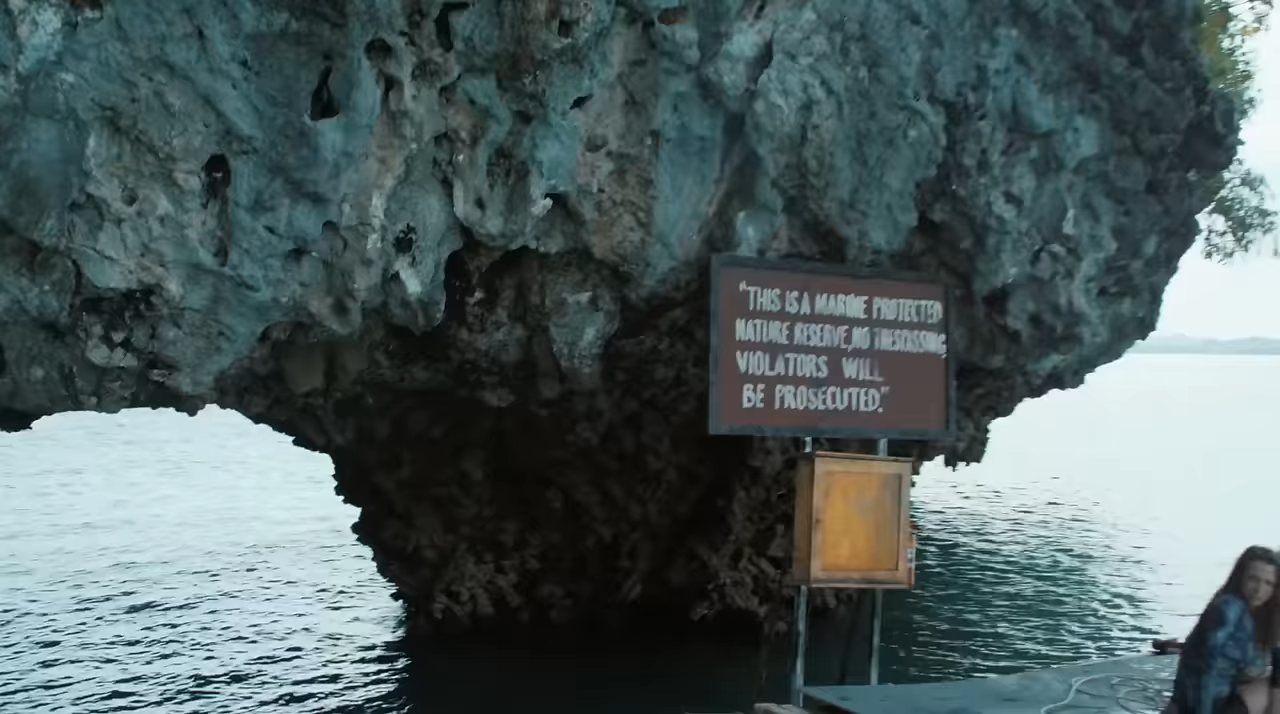 "THIS IS A MARINE PROTECTED
NATURE RESERVE, NO TRESPASSING
VIOLATORS WILL
BE PROSECUTED."